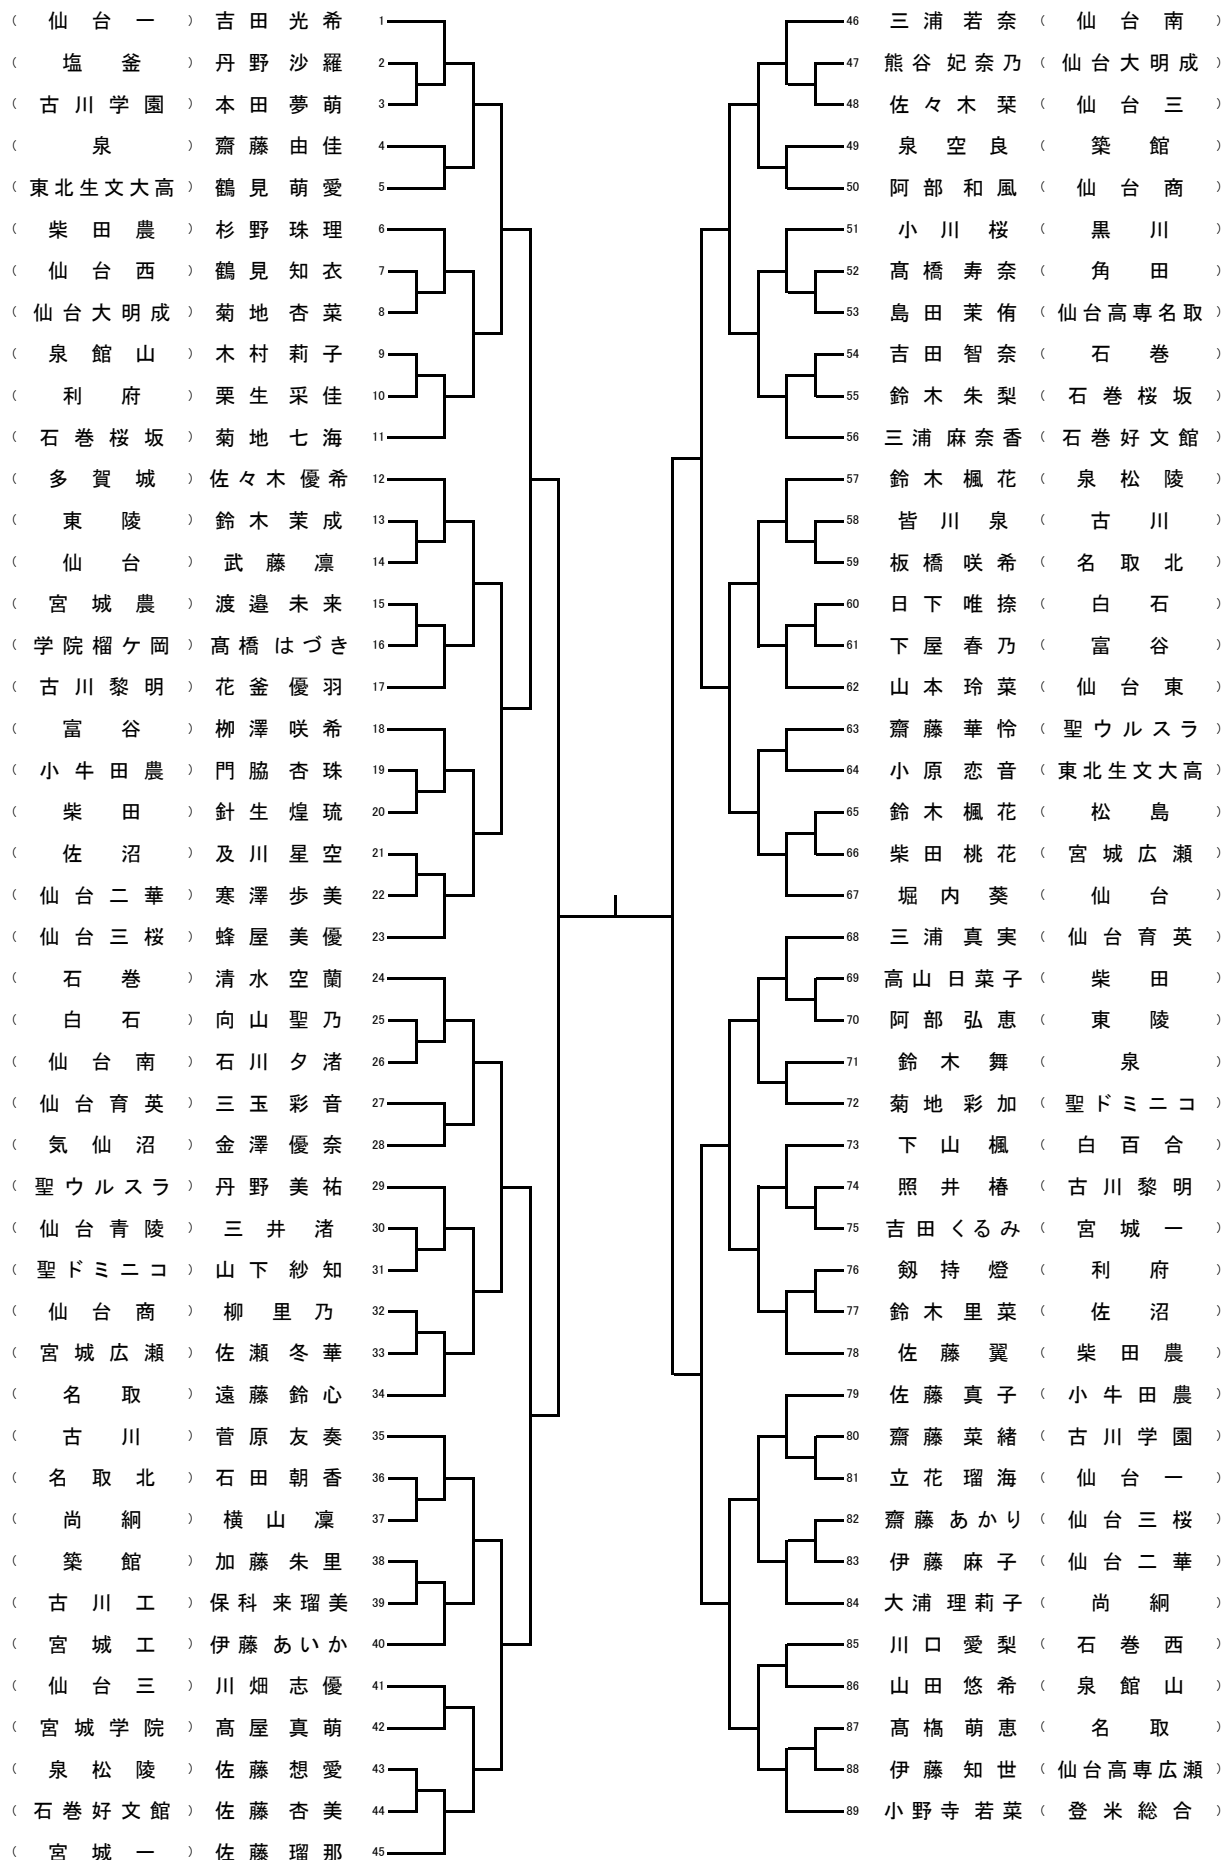 （仙台一）吉田光希 1
（塩釜）丹野沙羅 2
（古川学園）本田夢萌 3
（泉）齋藤由佳 4
（東北生文大高）鶴見萌愛 5
（柴田農）杉野珠理 6
（仙台西）鶴見知衣 7
（仙台大明成）菊地杏菜 8
（泉館山）木村莉子 9
（利府）栗生采佳 10
（石巻桜坂）菊地七海 11
（多賀城）佐々木優希 12
（東陵）鈴木茉成 13
（仙台）武藤凛 14
（宮城農）渡邉未来 15
（学院榴ケ岡）髙橋はづき 16
（古川黎明）花釜優羽 17
（富谷）栁澤咲希 18
（小牛田農）門脇杏珠 19
（柴田）針生煌琉 20
（佐沼）及川星空 21
（仙台二華）寒澤歩美 22
（仙台三桜）蜂屋美優 23
（石巻）清水空蘭 24
（白石）向山聖乃 25
（仙台南）石川夕渚 26
（仙台育英）三玉彩音 27
（気仙沼）金澤優奈 28
（聖ウルスラ）丹野美祐 29
（仙台青陵）三井渚 30
（聖ドミニコ）山下紗知 31
（仙台商）柳里乃 32
（宮城広瀬）佐瀬冬華 33
（名取）遠藤鈴心 34
（古川）菅原友奏 35
（名取北）石田朝香 36
（尚絅）横山凜 37
（築館）加藤朱里 38
（古川工）保科来瑠美 39
（宮城工）伊藤あいか 40
（仙台三）川畑志優 41
（宮城学院）髙屋真萌 42
（泉松陵）佐藤想愛 43
（石巻好文館）佐藤杏美 44
（宮城一）佐藤瑠那 45
46 三浦若奈（仙台南）
47 熊谷妃奈乃（仙台大明成）
48 佐々木栞（仙台三）
49 泉空良（築館）
50 阿部和風（仙台商）
51 小川桜（黒川）
52 髙橋寿奈（角田）
53 島田茉侑（仙台高専名取）
54 吉田智奈（石巻）
55 鈴木朱梨（石巻桜坂）
56 三浦麻奈香（石巻好文館）
57 鈴木楓花（泉松陵）
58 皆川泉（古川）
59 板橋咲希（名取北）
60 日下唯捺（白石）
61 下屋春乃（富谷）
62 山本玲菜（仙台東）
63 齋藤華怜（聖ウルスラ）
64 小原恋音（東北生文大高）
65 鈴木楓花（松島）
66 柴田桃花（宮城広瀬）
67 堀内葵（仙台）
68 三浦真実（仙台育英）
69 高山日菜子（柴田）
70 阿部弘恵（東陵）
71 鈴木舞（泉）
72 菊地彩加（聖ドミニコ）
73 下山楓（白百合）
74 照井椿（古川黎明）
75 吉田くるみ（宮城一）
76 剱持燈（利府）
77 鈴木里菜（佐沼）
78 佐藤翼（柴田農）
79 佐藤真子（小牛田農）
80 齋藤菜緒（古川学園）
81 立花瑠海（仙台一）
82 齋藤あかり（仙台三桜）
83 伊藤麻子（仙台二華）
84 大浦理莉子（尚絅）
85 川口愛梨（石巻西）
86 山田悠希（泉館山）
87 髙槗萌恵（名取）
88 伊藤知世（仙台高専広瀬）
89 小野寺若菜（登米総合）